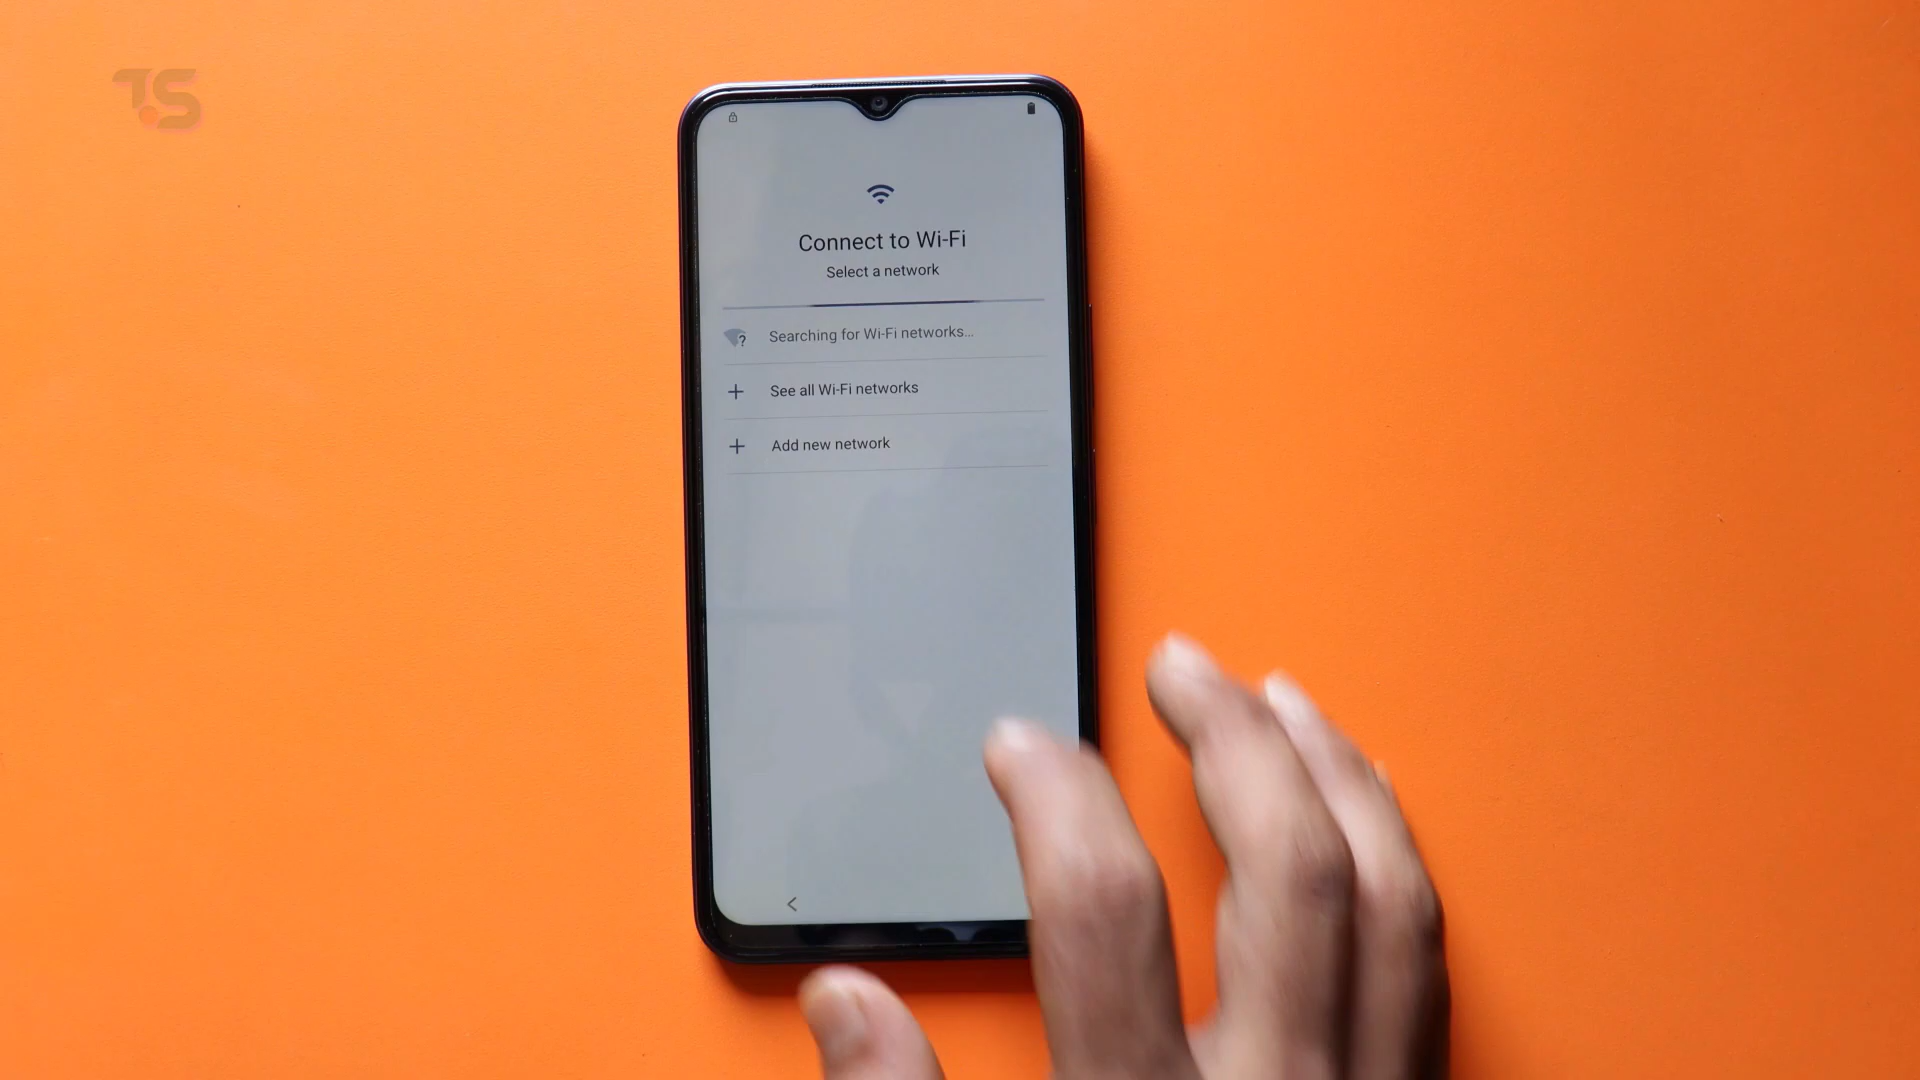 TS
Connect to Wi-Fi
Select a network
Searching for Wi-Fi networks...
See all Wi-Fi networks
Add new network